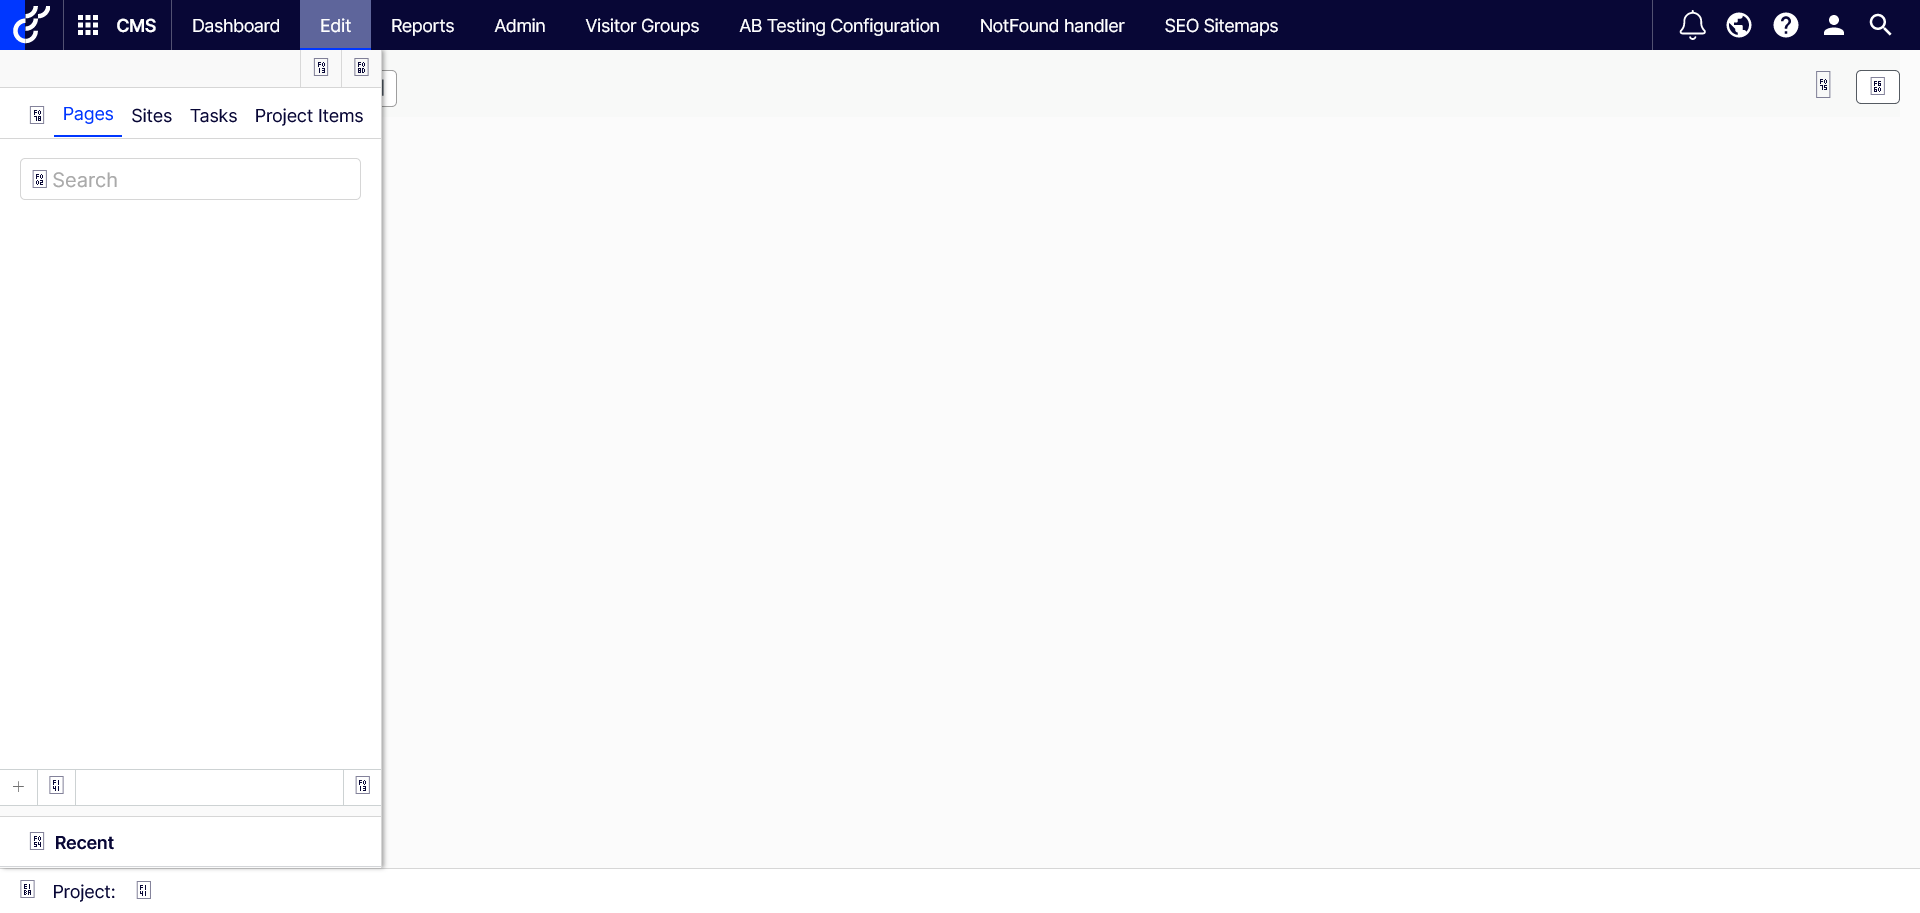 CMS Dashboard Edit Reports Admin Visitor Groups AB Testing Configuration NotFound handler SEO Sitemaps
Pages Sites Tasks Project Items
Search
Recent
Project: